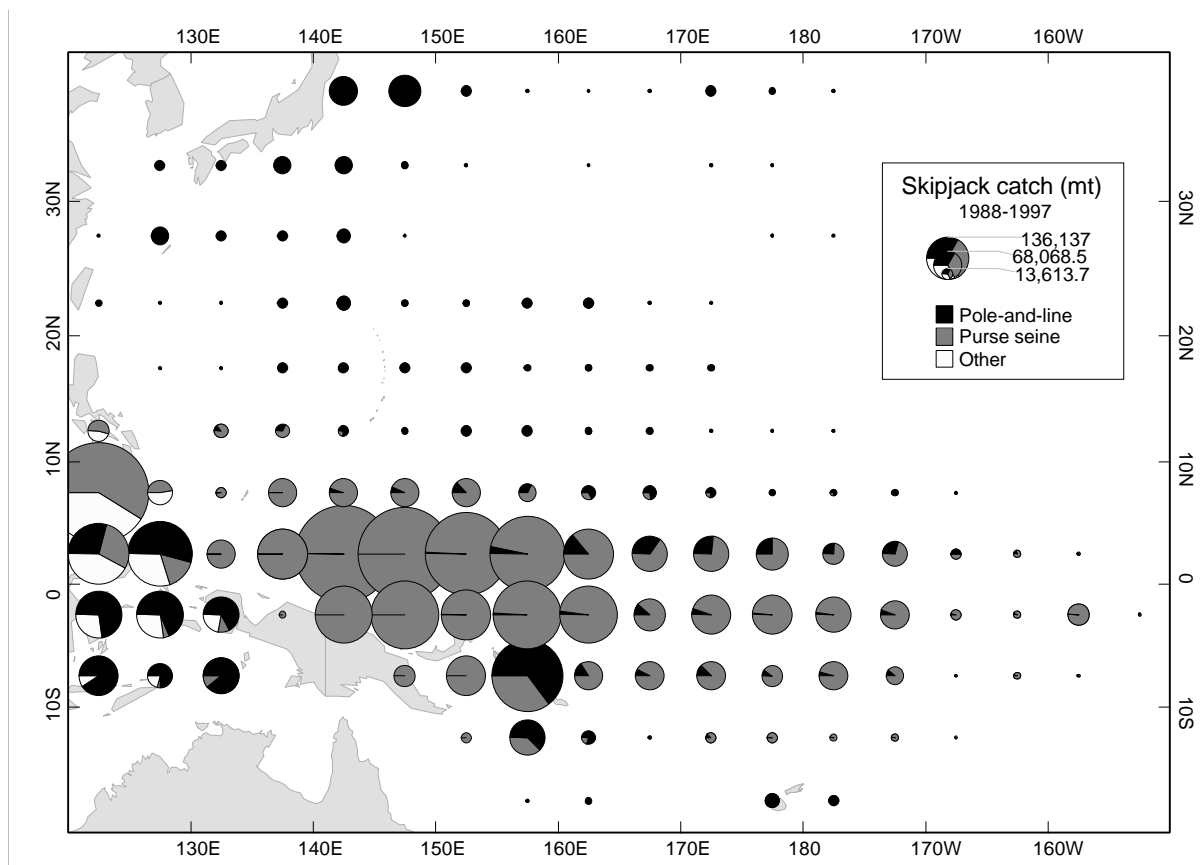 130E 140E 150E 160E 170E 180 170W 160W
30N 30N
Skipjack catch (mt)
1988-1997
136,137
68,068.5
13,613.7
Pole-and-line
Purse seine
Other
20N 20N
10N 10N
0 0
10S 10S
130E 140E 150E 160E 170E 180 170W 160W